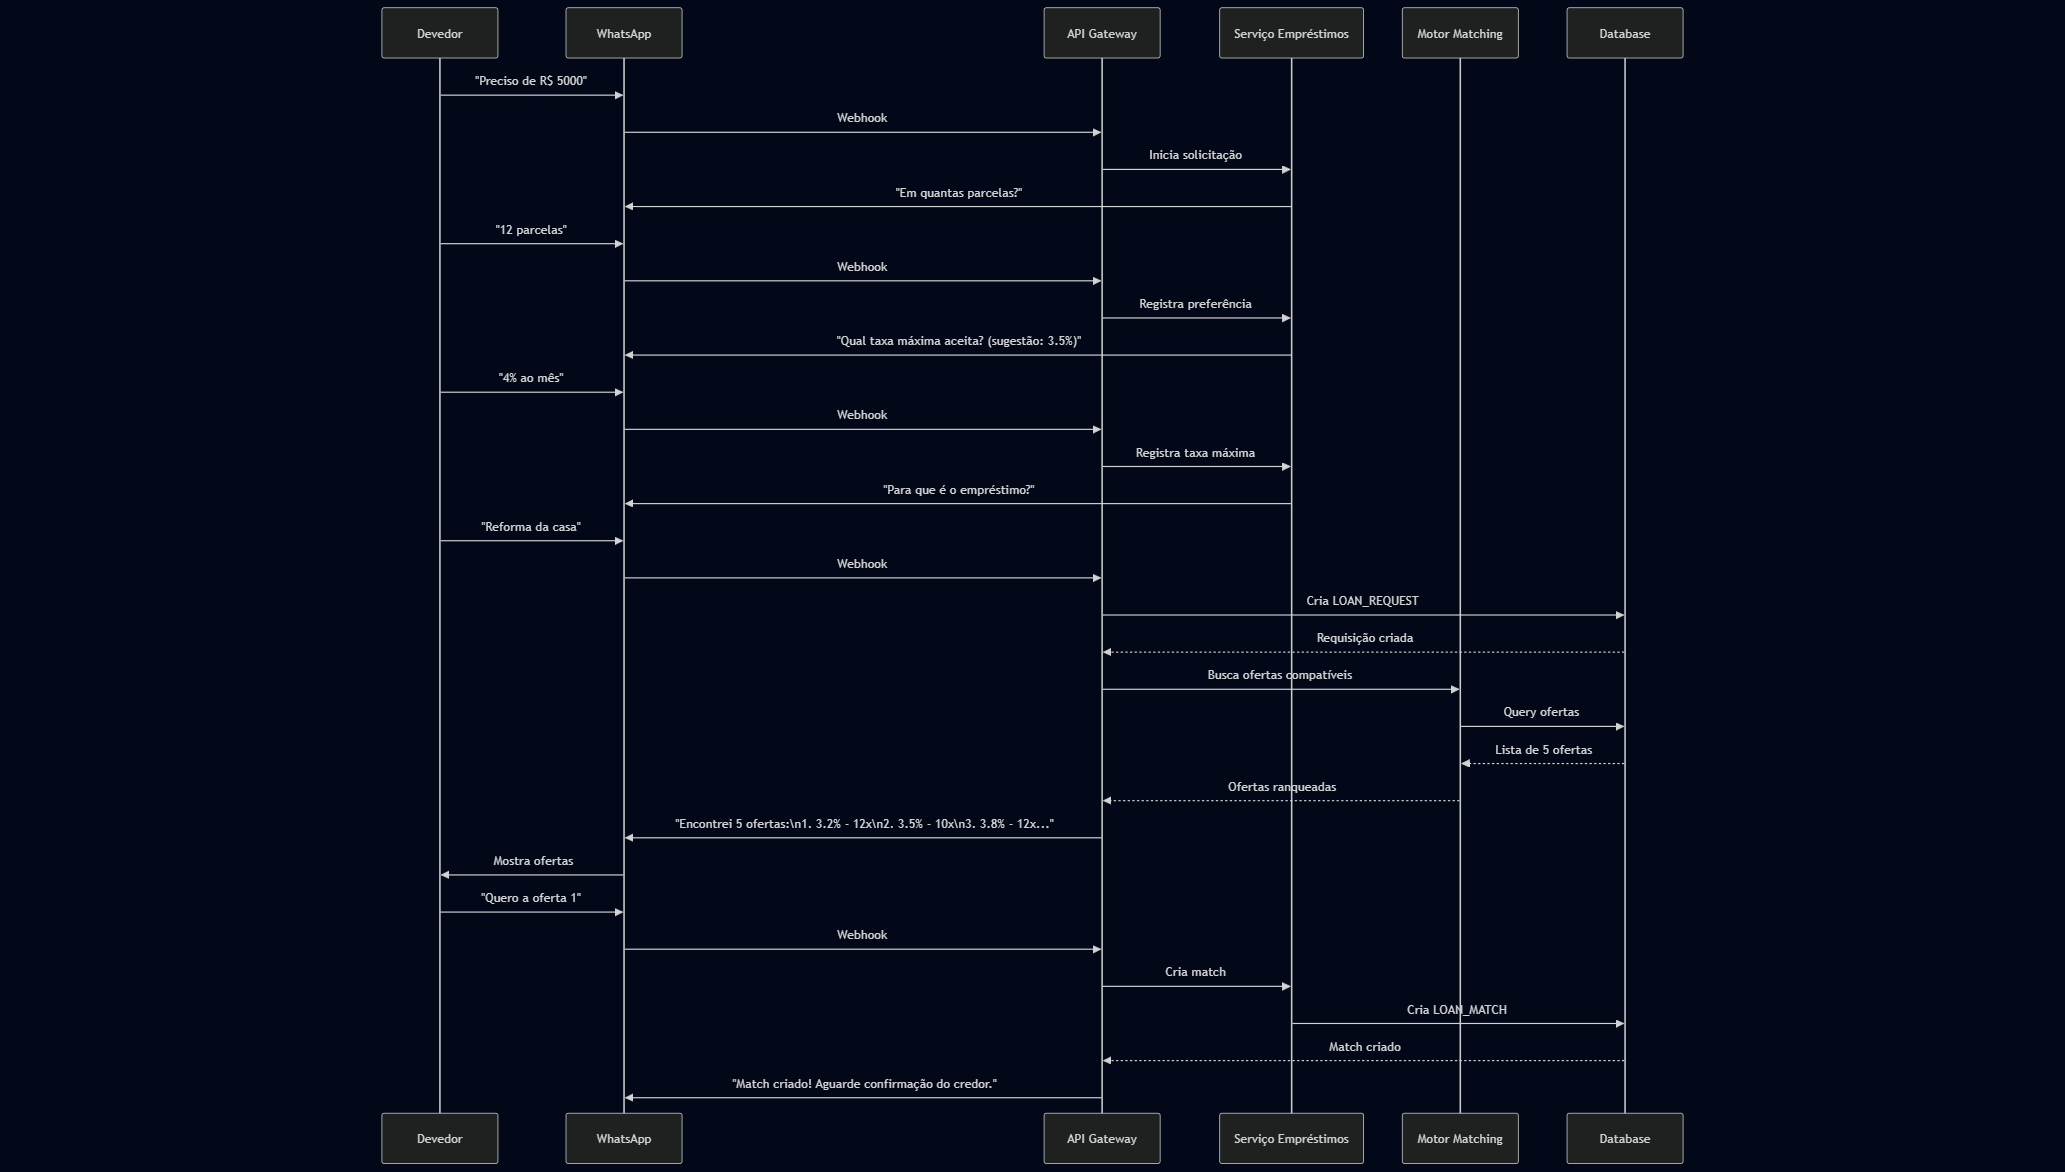 Devedor
WhatsApp
API Gateway
Serviço Empréstimos
Motor Matching
Database
"Preciso de R$ 5000"
Webhook
Inicia solicitação
"Em quantas parcelas?"
"12 parcelas"
Webhook
Registra preferência
"Qual taxa máxima aceita? (sugestão: 3.5%)"
"4% ao mês"
Webhook
Registra taxa máxima
"Para que é o empréstimo?"
"Reforma da casa"
Webhook
Cria LOAN_REQUEST
Requisição criada
Busca ofertas compatíveis
Query ofertas
Lista de 5 ofertas
Ofertas ranqueadas
"Encontrei 5 ofertas:\n1. 3.2% - 12x\n2. 3.5% - 10x\n3. 3.8% - 12x..."
Mostra ofertas
"Quero a oferta 1"
Webhook
Cria match
Cria LOAN_MATCH
Match criado
"Match criado! Aguarde confirmação do credor."
Devedor
WhatsApp
API Gateway
Serviço Empréstimos
Motor Matching
Database